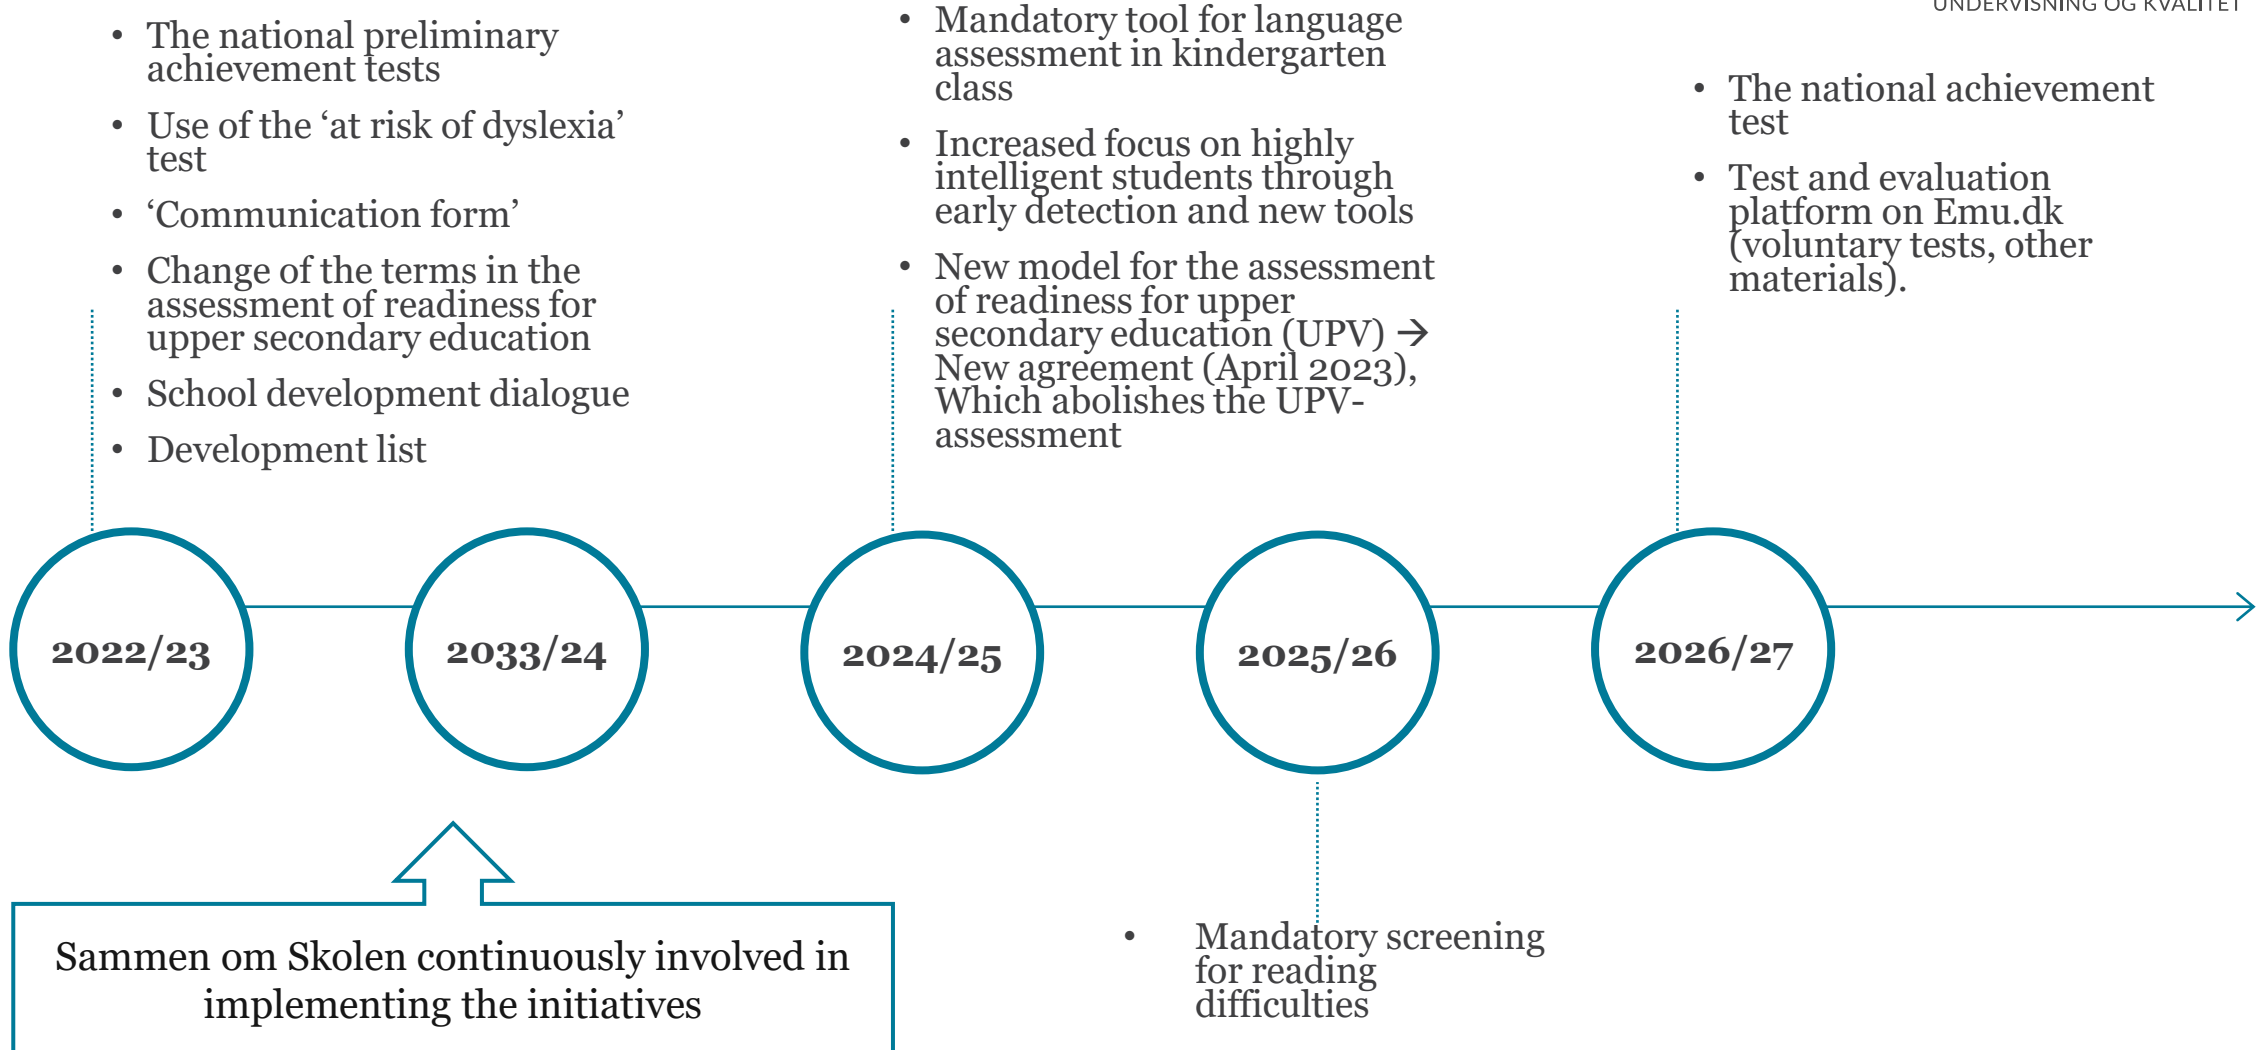 UNDERVISNING OG KVALITET
• The national preliminary
achievement tests
• Use of the ‘at risk of dyslexia’
test
• ‘Communication form’
• Change of the terms in the
assessment of readiness for
upper secondary education
• School development dialogue
• Development list
• Mandatory tool for language
assessment in kindergarten
class
• Increased focus on highly
intelligent students through
early detection and new tools
• New model for the assessment
of readiness for upper
secondary education (UPV) →
New agreement (April 2023),
Which abolishes the UPV-
assessment
• The national achievement
test
• Test and evaluation
platform on Emu.dk
(voluntary tests, other
materials).
2022/23
2033/24
2024/25
2025/26
2026/27
Sammen om Skolen continuously involved in
implementing the initiatives
• Mandatory screening
for reading
difficulties